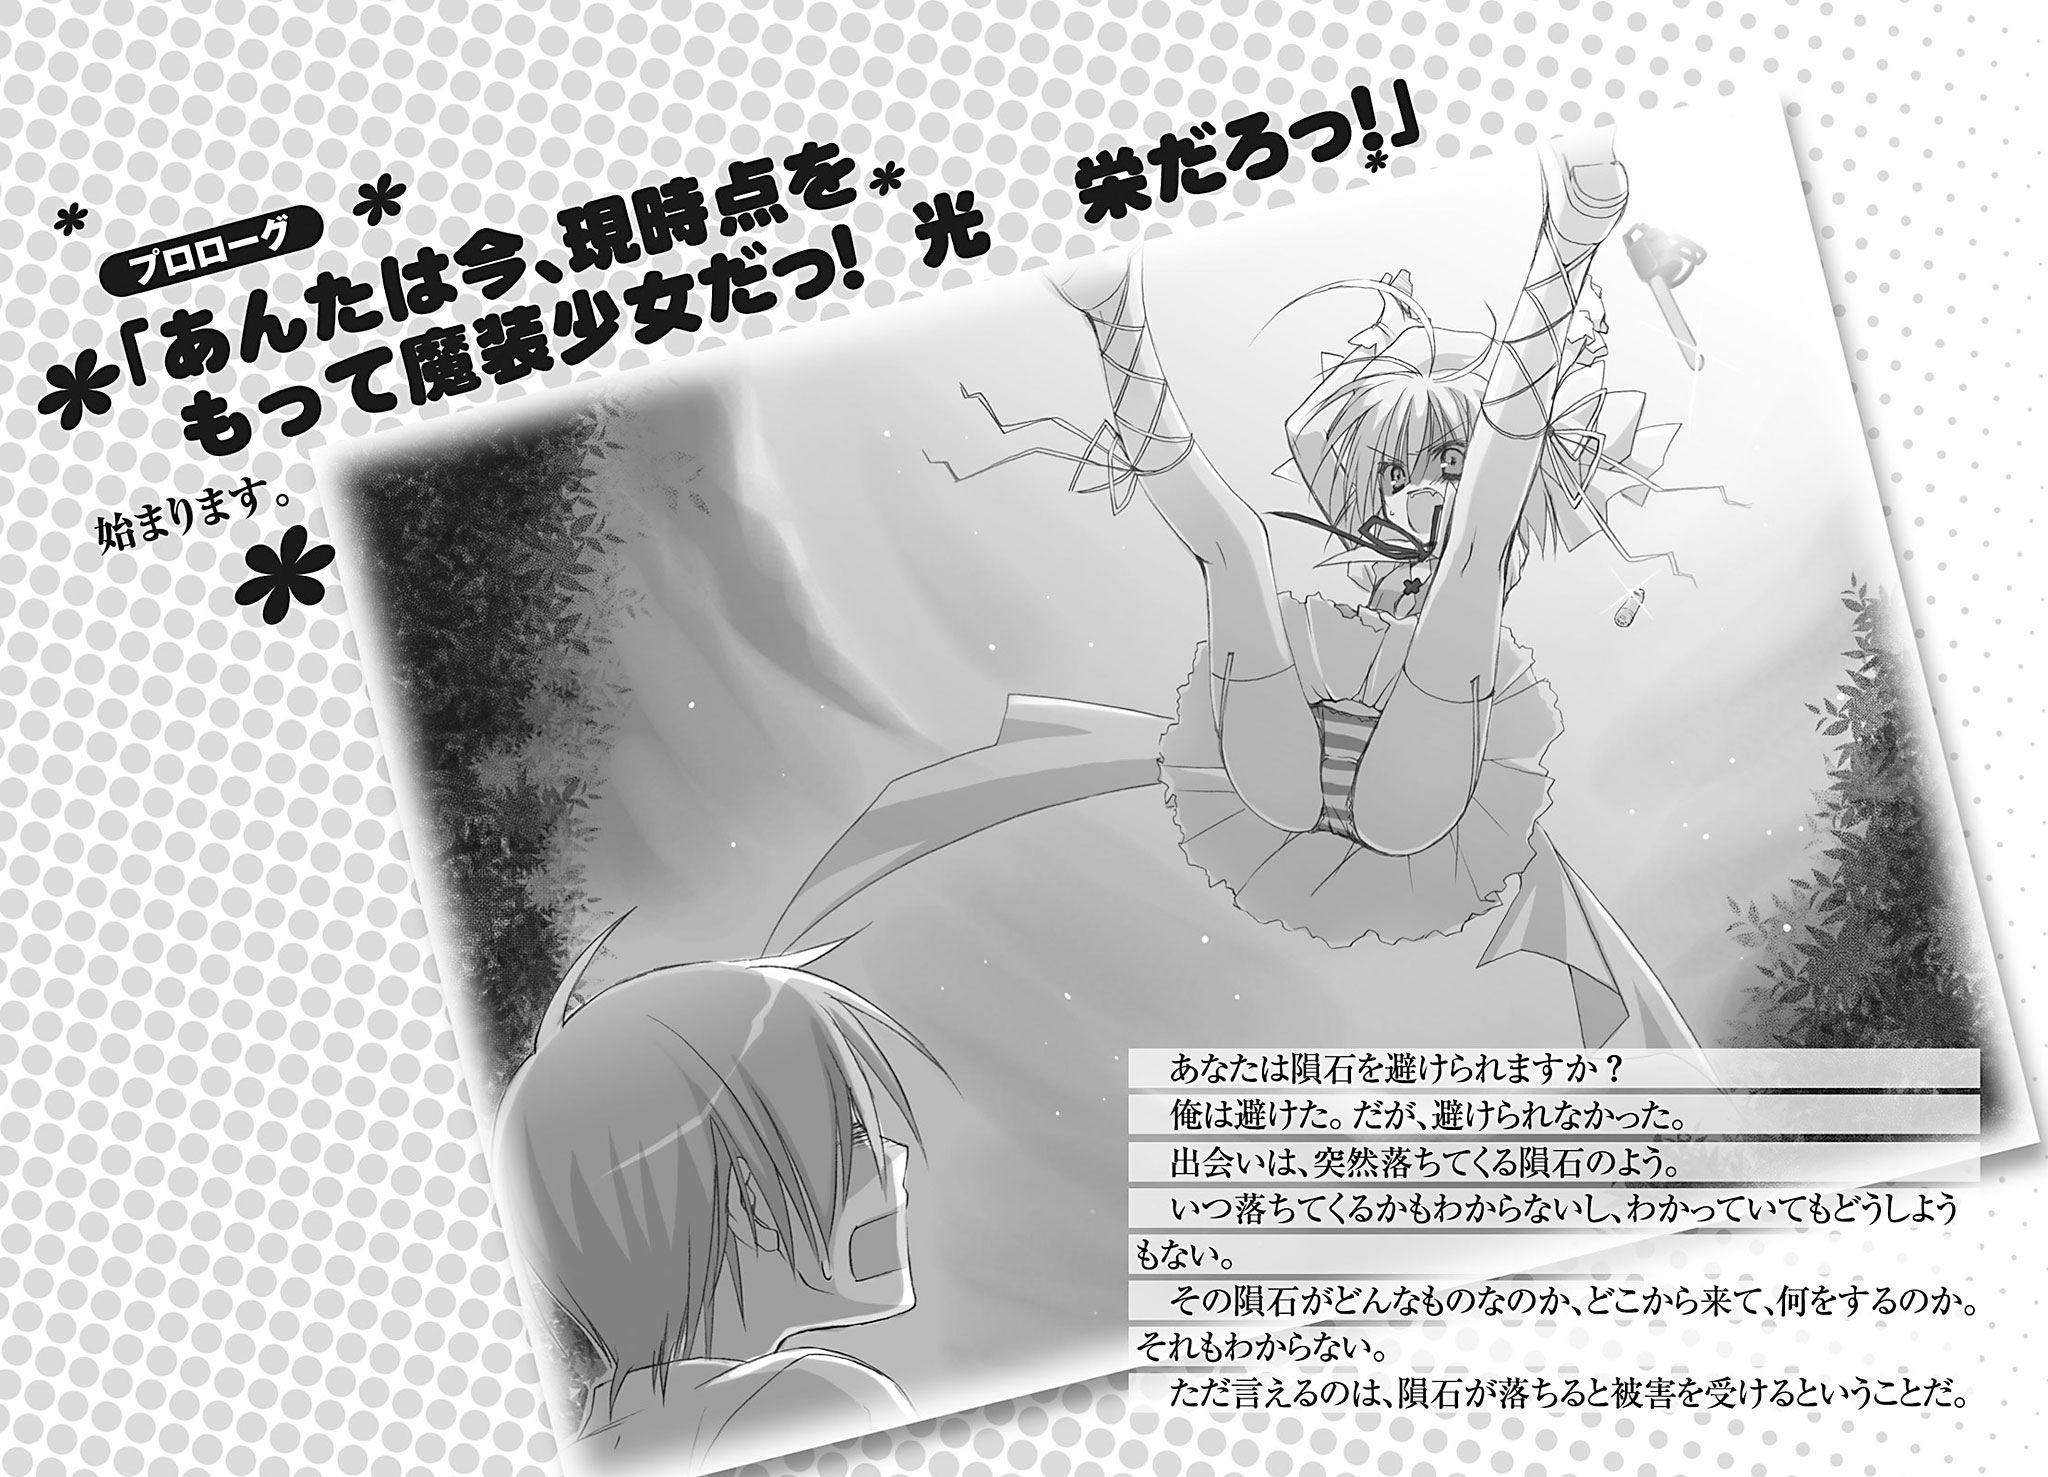 プロローグ
「あんたは今、現時点を
もって魔装少女だっ！ 光 栄だろっ！」
始まります。
あなたは隕石を避けられますか？
俺は避けた。だが、避けられなかった。
出会いは、突然落ちてくる隕石のよう。
いつ落ちてくるかもわからないし、わかっていてもどうしよう
もない。
その隕石がどんなものなのか、どこから来て、何をするのか。
それもわからない。
ただ言えるのは、隕石が落ちると被害を受けるということだ。